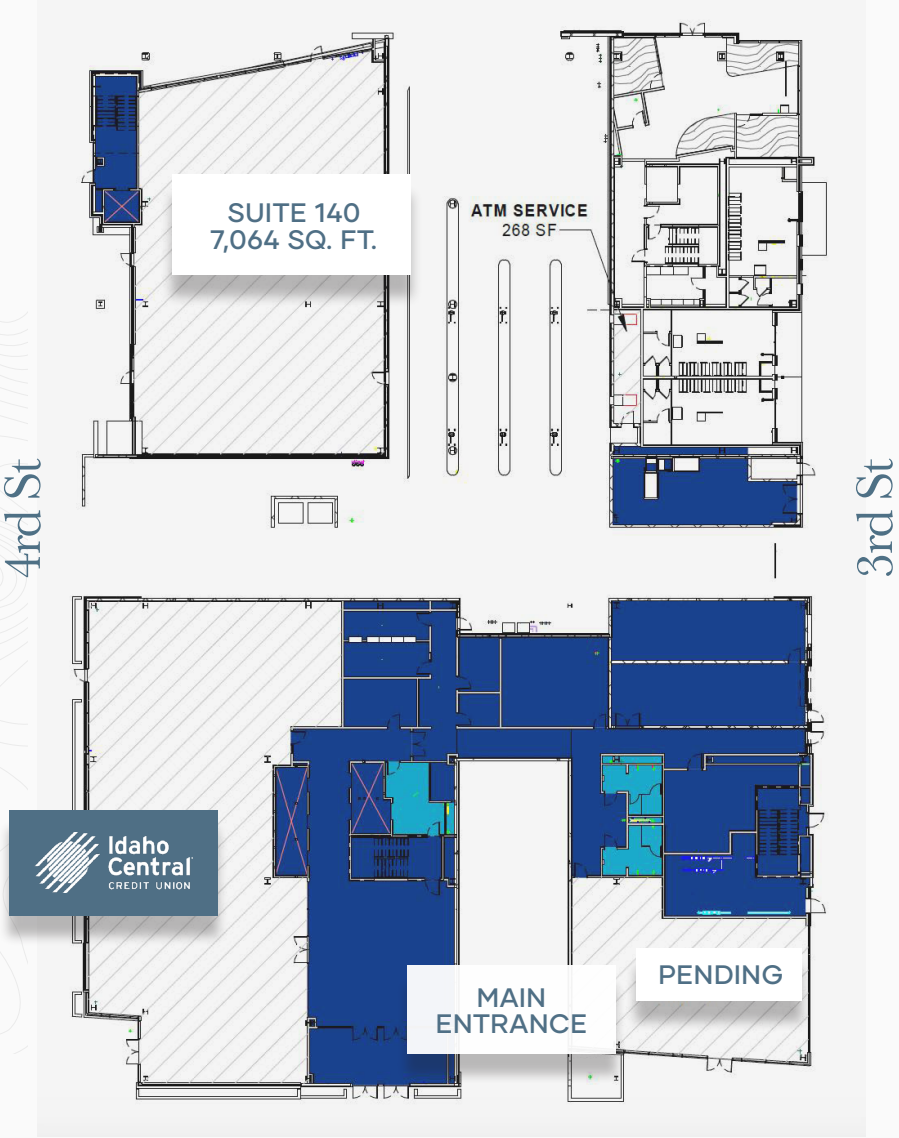 SUITE 140
7,064 SQ. FT.
ATM SERVICE
268 SF
4rd St
3rd St
Idaho
Central
CREDIT UNION
PENDING
MAIN
ENTRANCE